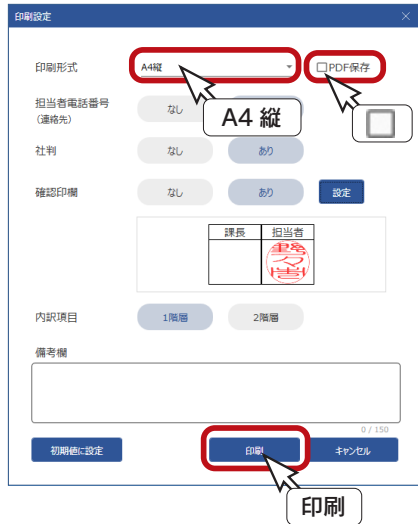 印刷設定
印刷形式 A4縦 PDF保存
A4 縦
担当者電話番号 なし
(連絡先)
社判 なし あり
確認印欄 なし あり 設定
課長 担当者
内訳項目 1階層 2階層
備考欄
0 / 150
初期値に設定 印刷 キャンセル
印刷